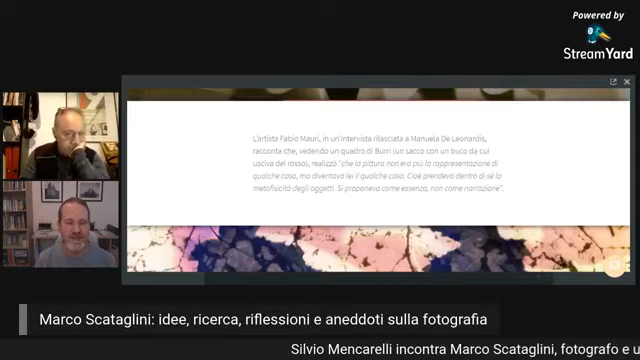 Powered by
StreamYard
L'artista Fabio Mauri, in un'intervista rilasciata a Manuela De Leonardis,
racconta che, vedendo un quadro di Burri (un sacco con un buco da cui
usciva del rosso), realizzò "che la pittura non era più la rappresentazione di
qualche cosa, ma diventava lei il qualche cosa. Cioè prendeva dentro di sé la
metafisicità degli oggetti. Si proponeva come essenza, non come narrazione".
Marco Scataglini: idee, ricerca, riflessioni e aneddoti sulla fotografia
Silvio Mencarelli incontra Marco Scataglini, fotografo e u